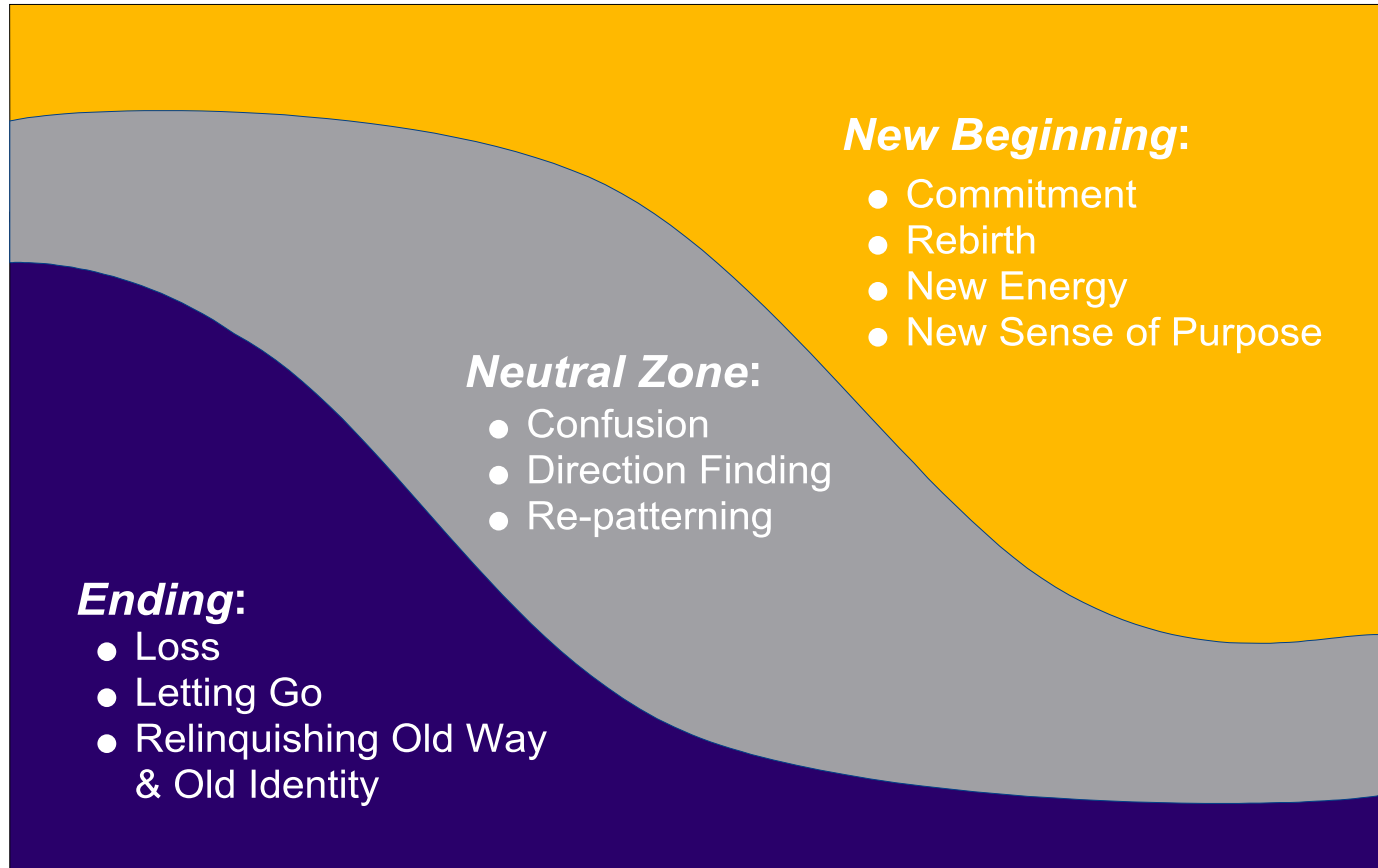 New Beginning:
● Commitment
● Rebirth
● New Energy
● New Sense of Purpose
Neutral Zone:
● Confusion
● Direction Finding
● Re-patterning
Ending:
● Loss
● Letting Go
● Relinquishing Old Way
& Old Identity